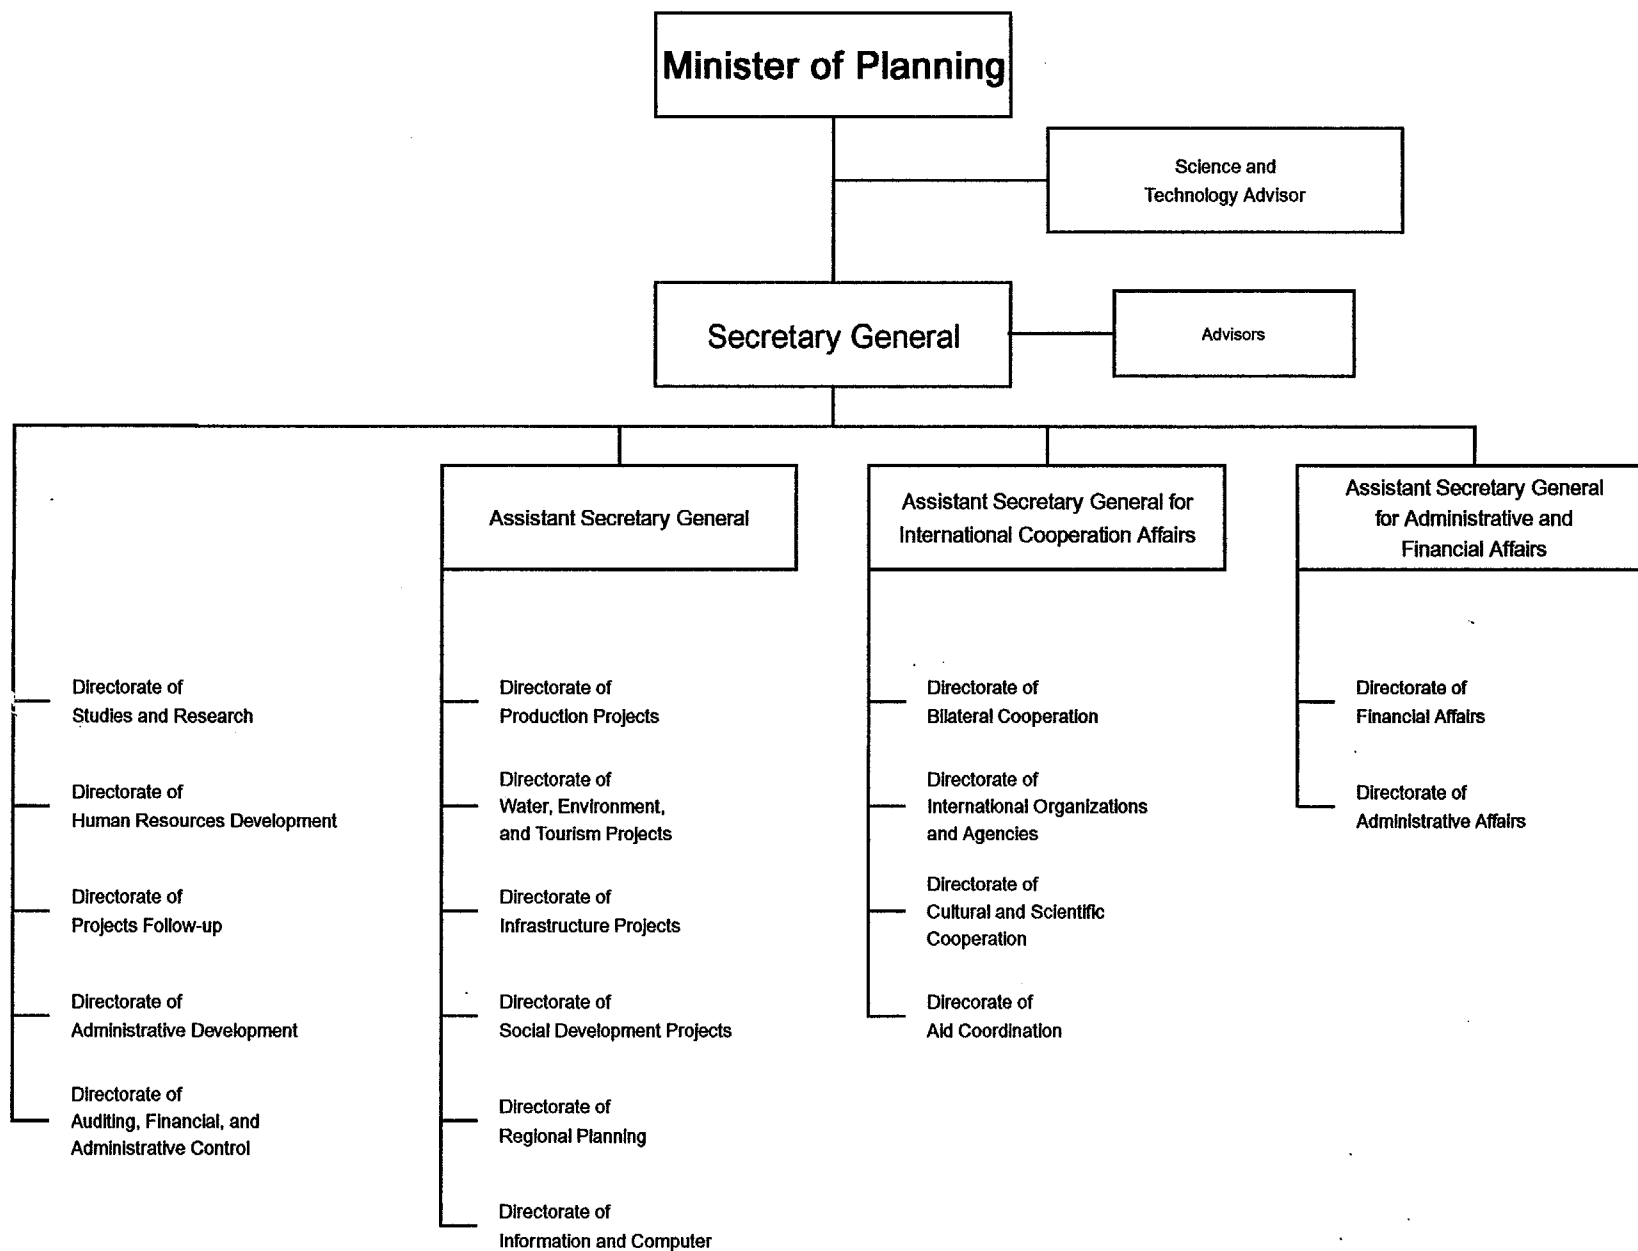 Minister of Planning
Science and
Technology Advisor
Secretary General
Advisors
Assistant Secretary General
Assistant Secretary General for
International Cooperation Affairs
Assistant Secretary General
for Administrative and
Financial Affairs
Directorate of
Studies and Research
Directorate of
Human Resources Development
Directorate of
Projects Follow-up
Directorate of
Administrative Development
Directorate of
Auditing, Financial, and
Administrative Control
Directorate of
Production Projects
Directorate of
Water, Environment,
and Tourism Projects
Directorate of
Infrastructure Projects
Directorate of
Social Development Projects
Directorate of
Regional Planning
Directorate of
Information and Computer
Directorate of
Bilateral Cooperation
Directorate of
International Organizations
and Agencies
Directorate of
Cultural and Scientific
Cooperation
Direcorate of
Aid Coordination
Directorate of
Financial Affairs
Directorate of
Administrative Affairs